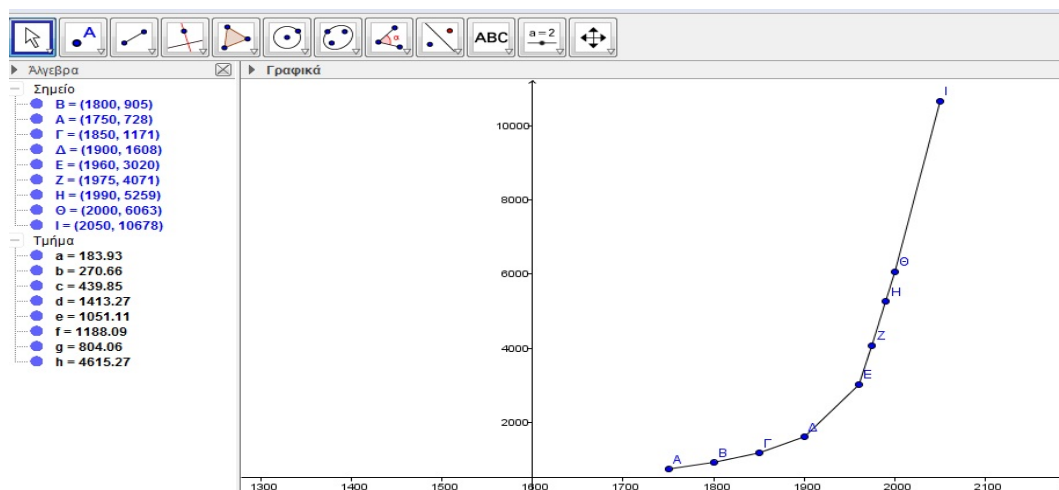 A
α
ABC
a = 2
Άλγεβρα
Γραφικά
Σημείο
B = (1800, 905)
A = (1750, 728)
Γ = (1850, 1171)
Δ = (1900, 1608)
E = (1960, 3020)
Z = (1975, 4071)
H = (1990, 5259)
Θ = (2000, 6063)
I = (2050, 10678)
Τμήμα
a = 183.93
b = 270.66
c = 439.85
d = 1413.27
e = 1051.11
f = 1188.09
g = 804.06
h = 4615.27
I
10000
8000
Θ
6000
H
Z
4000
E
Δ
2000
Γ
B
A
1300 1400 1500 1600 1700 1800 1900 2000 2100